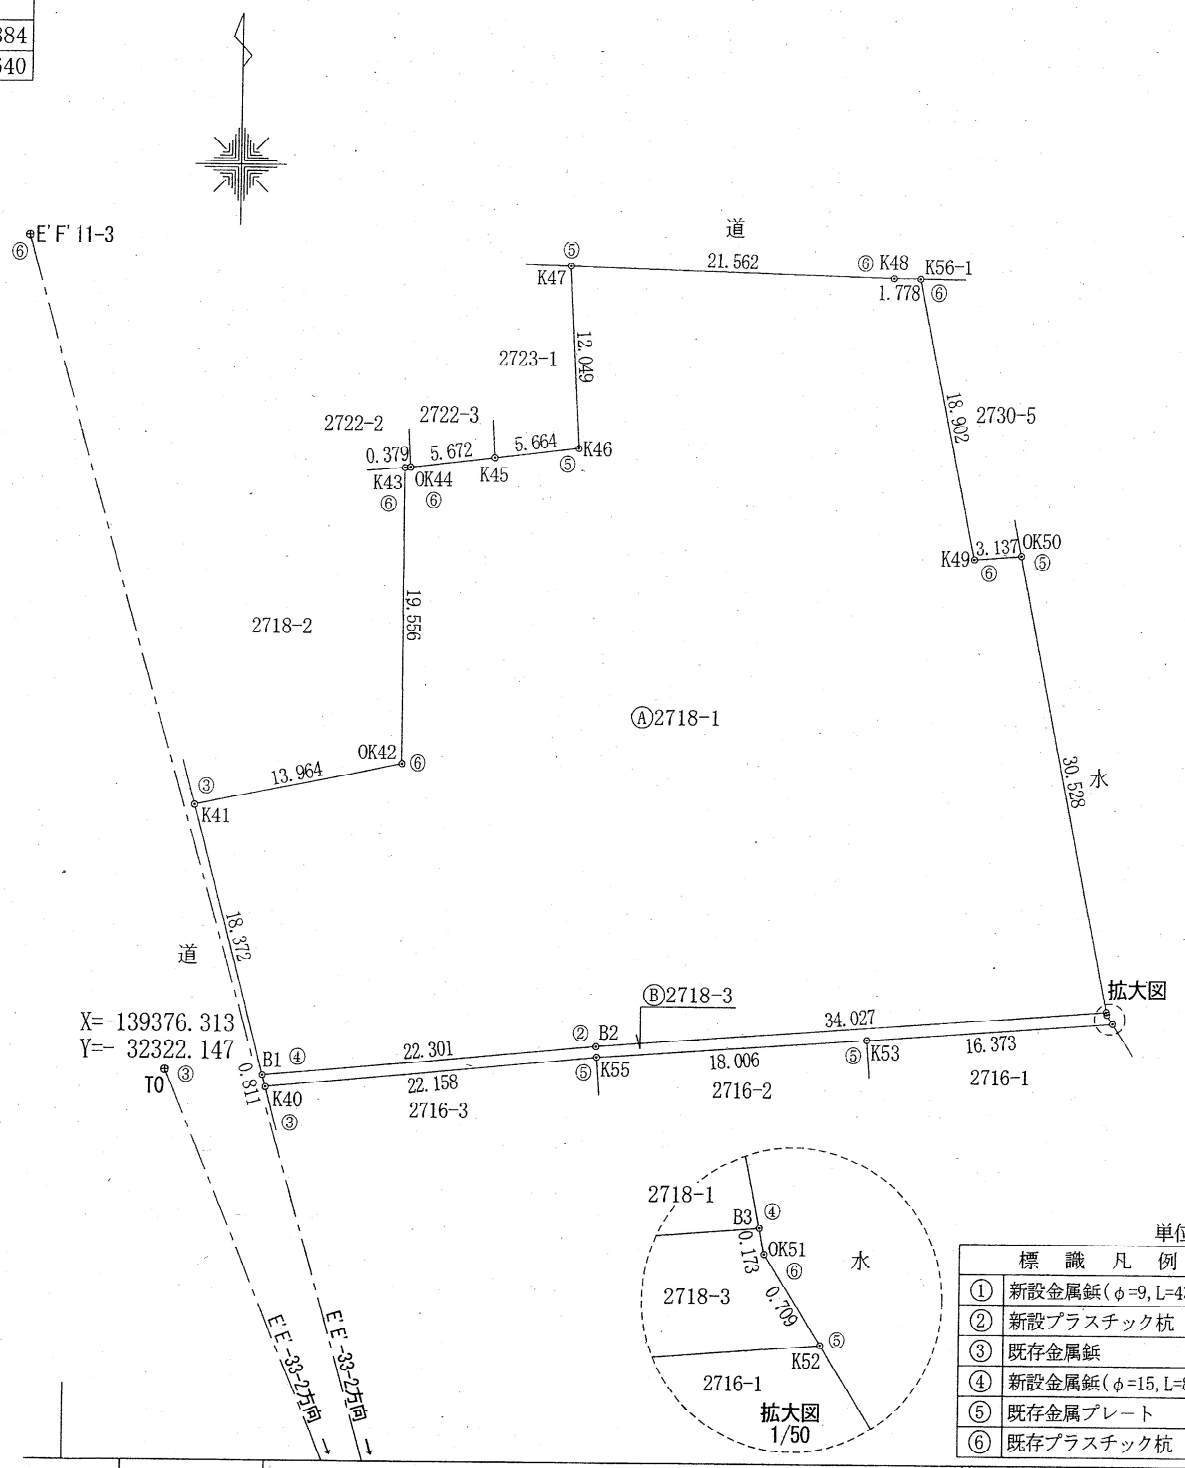 384
540
E'F'11-3
⑥
道
⑤
K47
21.562
⑥ K48
K56-1
1.778
⑥
12.049
2723-1
2722-2
2722-3
18.902
2730-5
0.379
5.672
5.664
K46
⑤
K43
⑥
OK44
⑥
K45
K49
3.137
OK50
⑥
⑤
19.556
2718-2
Ⓐ2718-1
OK42
⑥
③
13.964
K41
30.528
水
18.372
道
X=-139376.313
Y=- 32322.147
T0
③
B1 ④
0.811
K40
③
22.301
22.158
2716-3
② B2
⑤
K55
Ⓑ2718-3
34.027
18.006
2716-2
⑤
K53
16.373
2716-1
拡大図
2718-1
B3 ④
0.173
OK51
⑥
水
2718-3
0.709
⑤
K52
2716-1
拡大図
1/50
E'E'-33-2方向→
E'E'-33-2方向→
単位
標識凡例
① 新設金属鋲(φ=9,L=4
② 新設プラスチック杭
③ 既存金属鋲
④ 新設金属鋲(φ=15,L=8
⑤ 既存金属プレート
⑥ 既存プラスチック杭